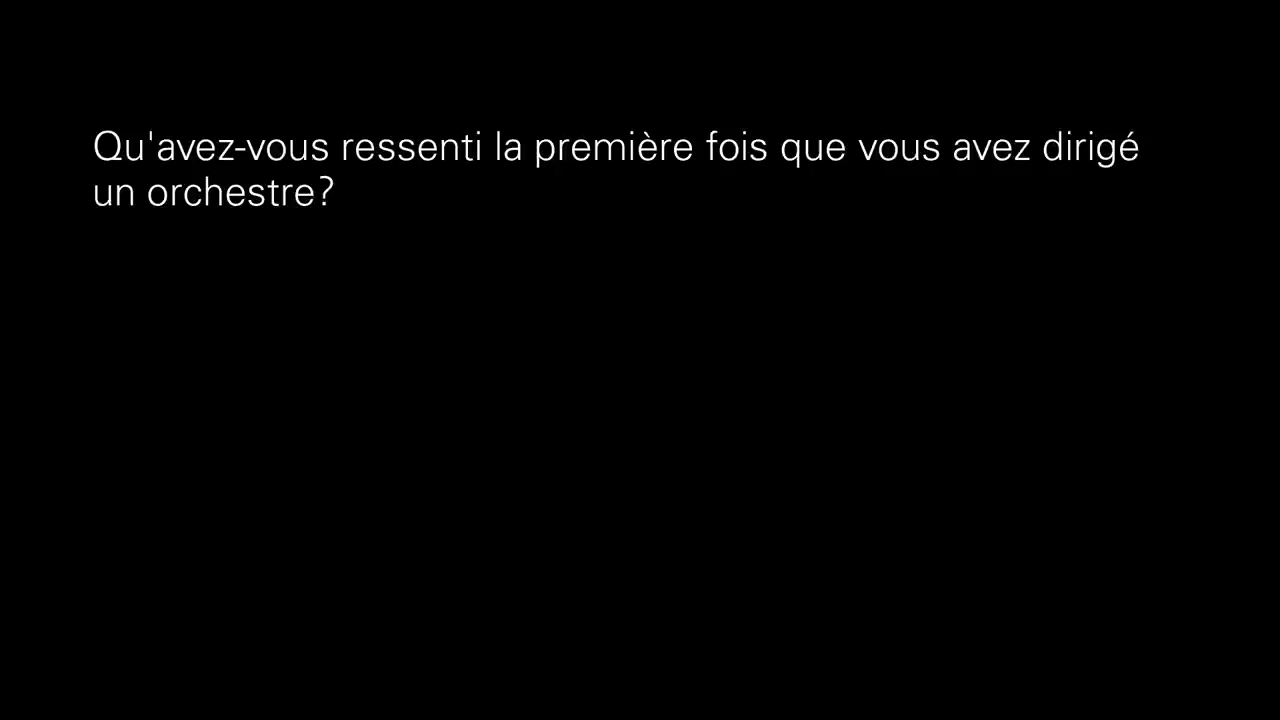 Qu'avez-vous ressenti la première fois que vous avez dirigé
un orchestre?